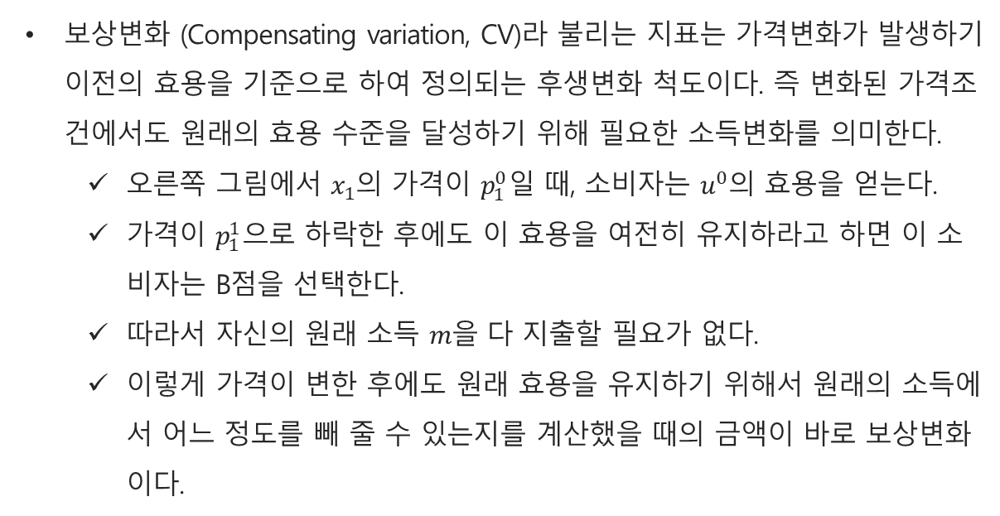 • 보상변화 (Compensating variation, CV)라 불리는 지표는 가격변화가 발생하기
이전의 효용을 기준으로 하여 정의되는 후생변화 척도이다. 즉 변화된 가격조
건에서도 원래의 효용 수준을 달성하기 위해 필요한 소득변화를 의미한다.
✓ 오른쪽 그림에서 $x_1$의 가격이 $p_1^0$일 때, 소비자는 $u^0$의 효용을 얻는다.
✓ 가격이 $p_1^1$으로 하락한 후에도 이 효용을 여전히 유지하라고 하면 이 소
비자는 B점을 선택한다.
✓ 따라서 자신의 원래 소득 $m$을 다 지출할 필요가 없다.
✓ 이렇게 가격이 변한 후에도 원래 효용을 유지하기 위해서 원래의 소득에
서 어느 정도를 빼 줄 수 있는지를 계산했을 때의 금액이 바로 보상변화
이다.